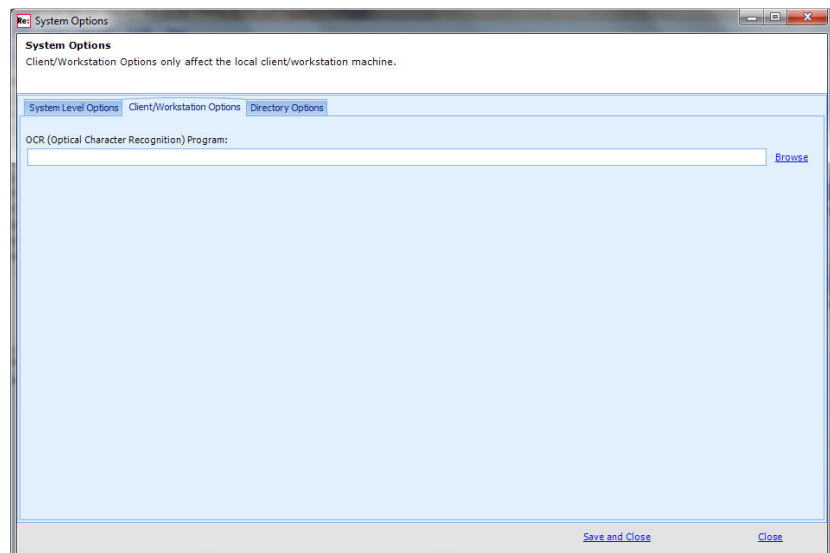 Re: System Options
System Options
Client/Workstation Options only affect the local client/workstation machine.
System Level Options Client/Workstation Options Directory Options
OCR (Optical Character Recognition) Program:
Browse
Save and Close Close